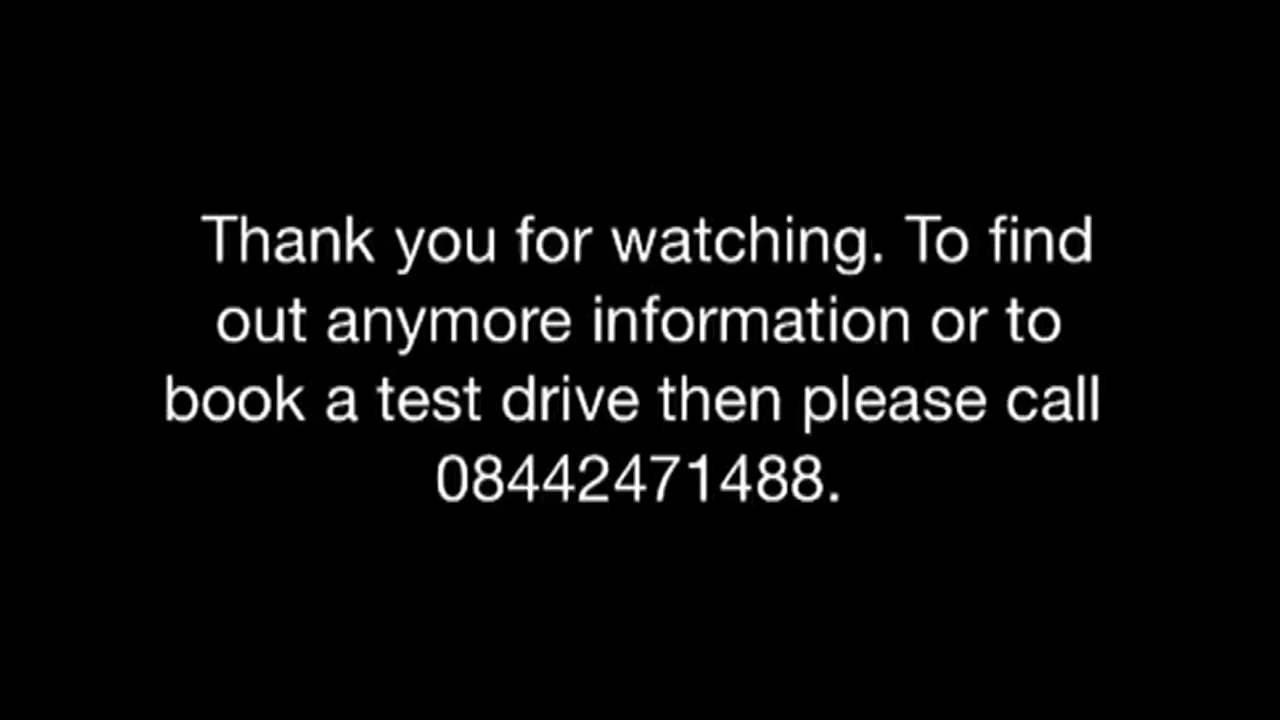 Thank you for watching. To find
out anymore information or to
book a test drive then please call
08442471488.